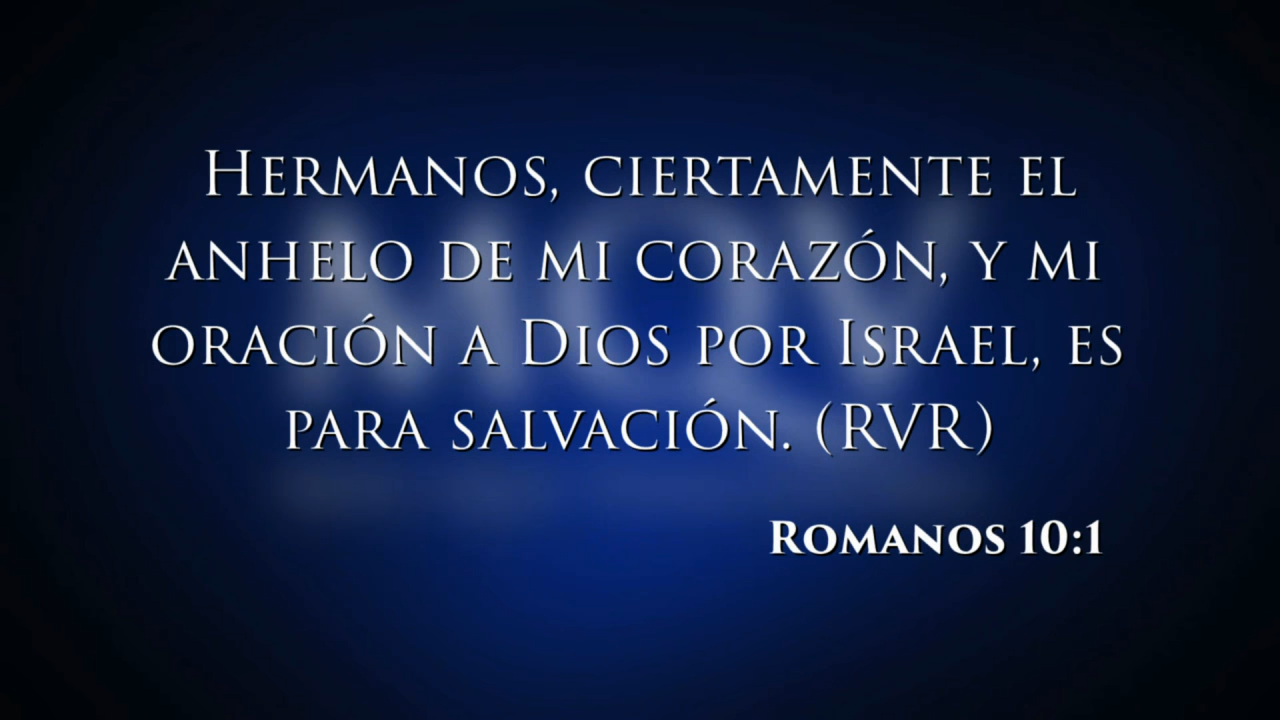 Hermanos, ciertamente el
anhelo de mi corazón, y mi
oración a Dios por Israel, es
para salvación. (RVR)
Romanos 10:1